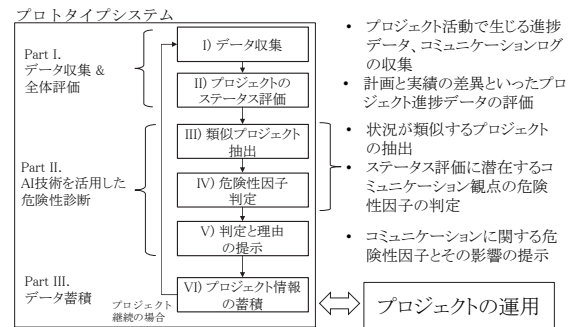 プロトタイプシステム
Part I.
データ収集 &
全体評価
I) データ収集
II) プロジェクトの
ステータス評価
Part II.
AI技術を活用した
危険性診断
III) 類似プロジェクト
抽出
IV) 危険性因子
判定
V) 判定と理由
の提示
Part III.
データ蓄積
プロジェクト
継続の場合
VI) プロジェクト情報
の蓄積
• プロジェクト活動で生じる進捗
データ、コミュニケーションログ
の収集
• 計画と実績の差異といったプロ
ジェクト進捗データの評価
• 状況が類似するプロジェクト
の抽出
• ステータス評価に潜在するコ
ミュニケーション観点の危険
性因子の判定
• コミュニケーションに関する危
険性因子とその影響の提示
プロジェクトの運用